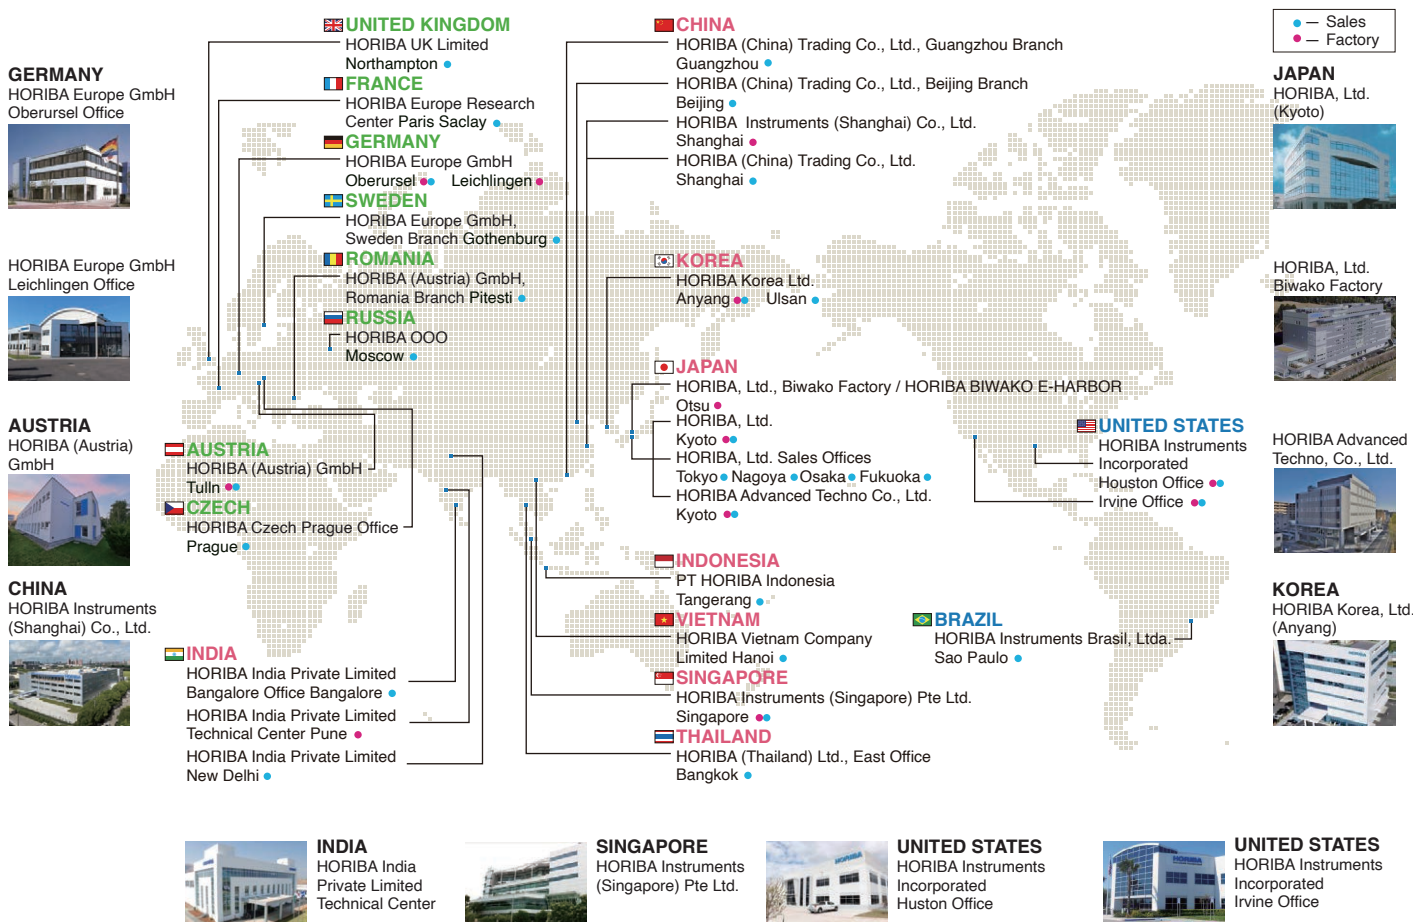 — Sales
— Factory
GERMANY
HORIBA Europe GmbH
Oberursel Office
HORIBA Europe GmbH
Leichlingen Office
AUSTRIA
HORIBA (Austria)
GmbH
CHINA
HORIBA Instruments
(Shanghai) Co., Ltd.
UNITED KINGDOM
HORIBA UK Limited
Northampton
FRANCE
HORIBA Europe Research
Center Paris Saclay
GERMANY
HORIBA Europe GmbH
Oberursel Leichlingen
SWEDEN
HORIBA Europe GmbH,
Sweden Branch Gothenburg
ROMANIA
HORIBA (Austria) GmbH,
Romania Branch Pitesti
RUSSIA
HORIBA OOO
Moscow
AUSTRIA
HORIBA (Austria) GmbH
Tulln
CZECH
HORIBA Czech Prague Office
Prague
INDIA
HORIBA India Private Limited
Bangalore Office Bangalore
HORIBA India Private Limited
Technical Center Pune
HORIBA India Private Limited
New Delhi
CHINA
HORIBA (China) Trading Co., Ltd., Guangzhou Branch
Guangzhou
HORIBA (China) Trading Co., Ltd., Beijing Branch
Beijing
HORIBA Instruments (Shanghai) Co., Ltd.
Shanghai
HORIBA (China) Trading Co., Ltd.
Shanghai
KOREA
HORIBA Korea Ltd.
Anyang Ulsan
JAPAN
HORIBA, Ltd., Biwako Factory / HORIBA BIWAKO E-HARBOR
Otsu
HORIBA, Ltd.
Kyoto
HORIBA, Ltd. Sales Offices
Tokyo Nagoya Osaka Fukuoka
HORIBA Advanced Techno Co., Ltd.
Kyoto
INDONESIA
PT HORIBA Indonesia
Tangerang
VIETNAM
HORIBA Vietnam Company
Limited Hanoi
SINGAPORE
HORIBA Instruments (Singapore) Pte Ltd.
Singapore
THAILAND
HORIBA (Thailand) Ltd., East Office
Bangkok
UNITED STATES
HORIBA Instruments
Incorporated
Houston Office
Irvine Office
BRAZIL
HORIBA Instruments Brasil, Ltda.
Sao Paulo
JAPAN
HORIBA, Ltd.
(Kyoto)
HORIBA, Ltd.
Biwako Factory
HORIBA Advanced
Techno, Co., Ltd.
KOREA
HORIBA Korea, Ltd.
(Anyang)
INDIA
HORIBA India
Private Limited
Technical Center
SINGAPORE
HORIBA Instruments
(Singapore) Pte Ltd.
HORIBA
UNITED STATES
HORIBA Instruments
Incorporated
Huston Office
HORIBA
UNITED STATES
HORIBA Instruments
Incorporated
Irvine Office